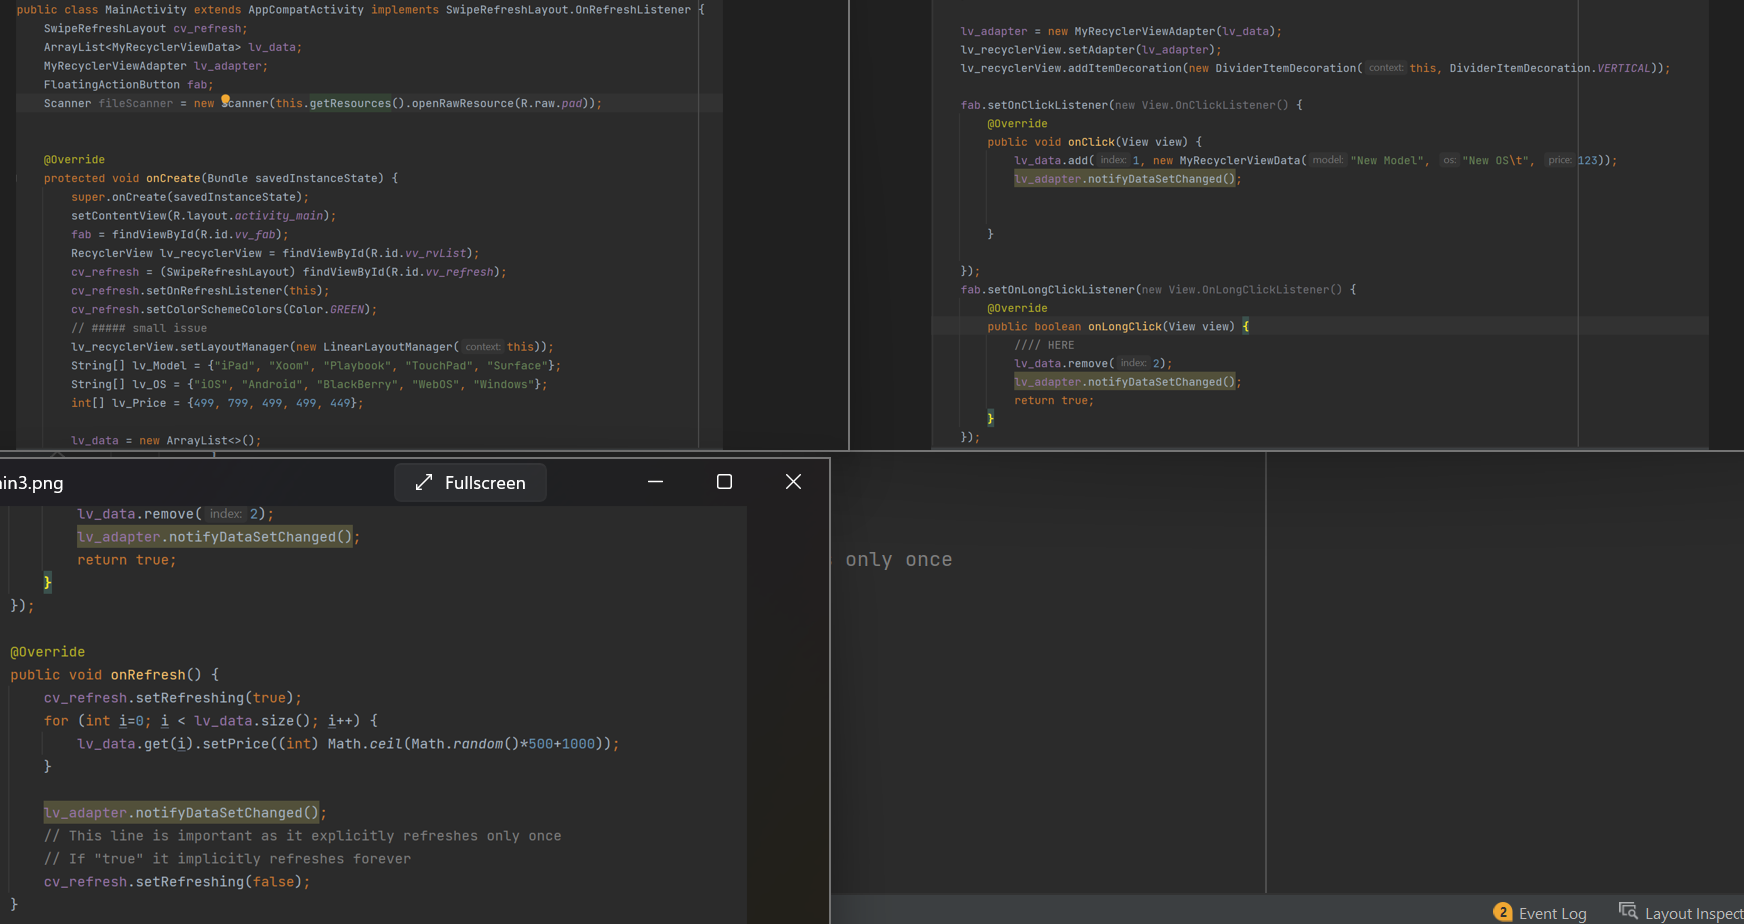 public class MainActivity extends AppCompatActivity implements SwipeRefreshLayout.OnRefreshListener {
SwipeRefreshLayout cv_refresh;
ArrayList<MyRecyclerViewData> lv_data;
MyRecyclerViewAdapter lv_adapter;
FloatingActionButton fab;
Scanner fileScanner = new Scanner(this.getResources().openRawResource(R.raw.pad));
@Override
protected void onCreate(Bundle savedInstanceState) {
super.onCreate(savedInstanceState);
setContentView(R.layout.activity_main);
fab = findViewById(R.id.vv_fab);
RecyclerView lv_recyclerView = findViewById(R.id.vv_rvList);
cv_refresh = (SwipeRefreshLayout) findViewById(R.id.vv_refresh);
cv_refresh.setOnRefreshListener(this);
cv_refresh.setColorSchemeColors(Color.GREEN);
// ##### small issue
lv_recyclerView.setLayoutManager(new LinearLayoutManager( context: this));
String[] lv_Model = {"iPad", "Xoom", "Playbook", "TouchPad", "Surface"};
String[] lv_OS = {"iOS", "Android", "BlackBerry", "WebOS", "Windows"};
int[] lv_Price = {499, 799, 499, 499, 449};
lv_data = new ArrayList<>();
lv_adapter = new MyRecyclerViewAdapter(lv_data);
lv_recyclerView.setAdapter(lv_adapter);
lv_recyclerView.addItemDecoration(new DividerItemDecoration( context: this, DividerItemDecoration.VERTICAL));
fab.setOnClickListener(new View.OnClickListener() {
@Override
public void onClick(View view) {
lv_data.add( index: 1, new MyRecyclerViewData( model: "New Model", os: "New OS\t", price: 123));
lv_adapter.notifyDataSetChanged();
}
});
fab.setOnLongClickListener(new View.OnLongClickListener() {
@Override
public boolean onLongClick(View view) {
//// HERE
lv_data.remove( index: 2);
lv_adapter.notifyDataSetChanged();
return true;
}
});
in3.png
Fullscreen
lv_data.remove( index: 2);
lv_adapter.notifyDataSetChanged();
return true;
}
});
@Override
public void onRefresh() {
cv_refresh.setRefreshing(true);
for (int i=0; i < lv_data.size(); i++) {
lv_data.get(i).setPrice((int) Math.ceil(Math.random()*500+1000));
}
lv_adapter.notifyDataSetChanged();
// This line is important as it explicitly refreshes only once
// If "true" it implicitly refreshes forever
cv_refresh.setRefreshing(false);
}
only once
2 Event Log
Layout Inspect